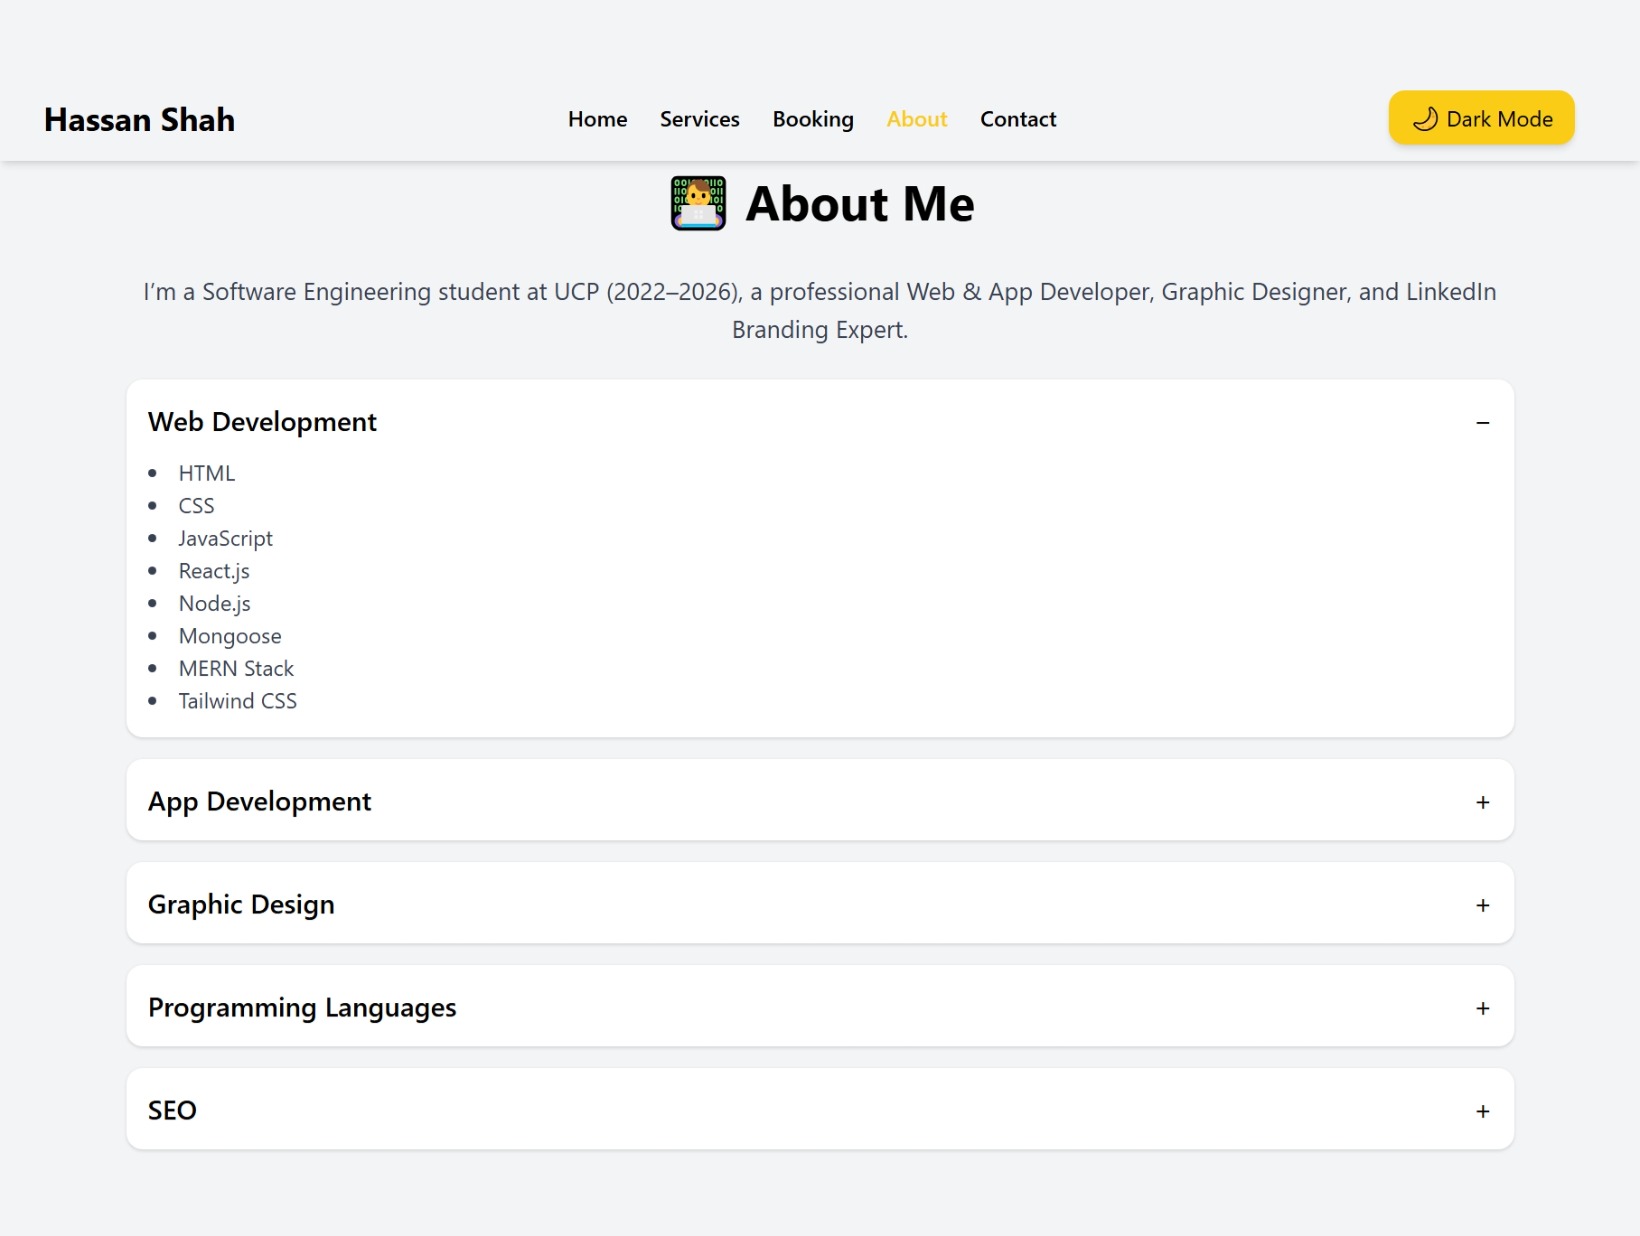 Hassan Shah
Home Services Booking About Contact
Dark Mode
About Me
I’m a Software Engineering student at UCP (2022–2026), a professional Web & App Developer, Graphic Designer, and LinkedIn
Branding Expert.
Web Development −
• HTML
• CSS
• JavaScript
• React.js
• Node.js
• Mongoose
• MERN Stack
• Tailwind CSS
App Development +
Graphic Design +
Programming Languages +
SEO +